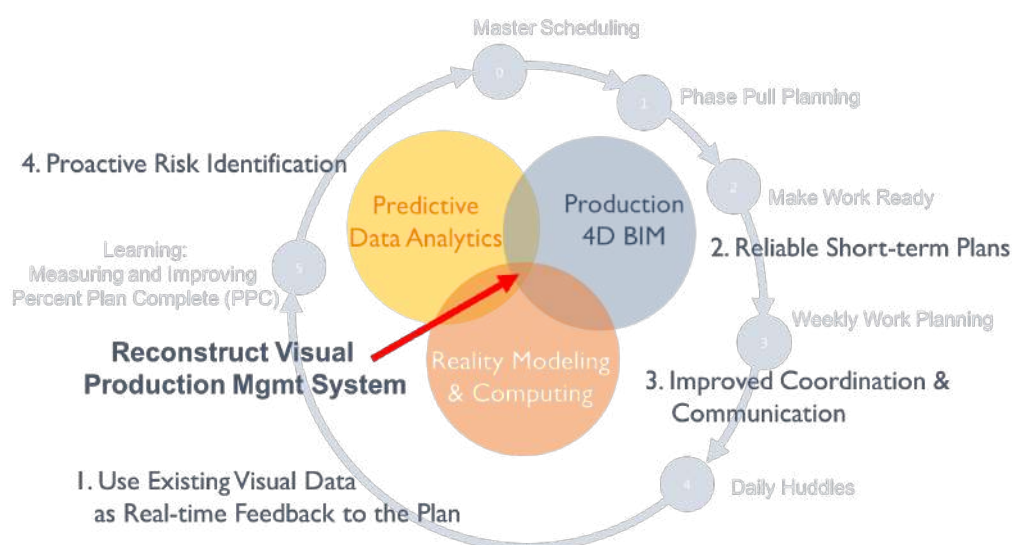 Master Scheduling
0
1
Phase Pull Planning
4. Proactive Risk Identification
Predictive
Data Analytics
Production
4D BIM
2
Make Work Ready
2. Reliable Short-term Plans
Learning:
Measuring and Improving
Percent Plan Complete (PPC)
5
Weekly Work Planning
3
Reconstruct Visual
Production Mgmt System
Reality Modeling
& Computing
3. Improved Coordination &
Communication
1. Use Existing Visual Data
as Real-time Feedback to the Plan
4
Daily Huddles